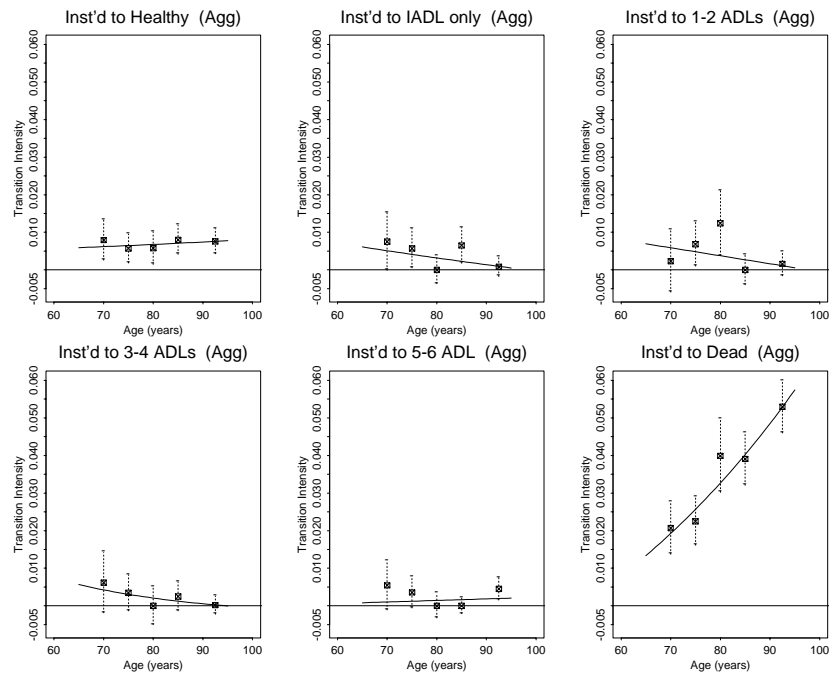 Inst'd to Healthy (Agg)
Transition Intensity
-0.005 0.010 0.020 0.030 0.040 0.050 0.060
60 70 80 90 100
Age (years)
Inst'd to IADL only (Agg)
Transition Intensity
-0.005 0.010 0.020 0.030 0.040 0.050 0.060
60 70 80 90 100
Age (years)
Inst'd to 1-2 ADLs (Agg)
Transition Intensity
-0.005 0.010 0.020 0.030 0.040 0.050 0.060
60 70 80 90 100
Age (years)
Inst'd to 3-4 ADLs (Agg)
Transition Intensity
-0.005 0.010 0.020 0.030 0.040 0.050 0.060
60 70 80 90 100
Age (years)
Inst'd to 5-6 ADL (Agg)
Transition Intensity
-0.005 0.010 0.020 0.030 0.040 0.050 0.060
60 70 80 90 100
Age (years)
Inst'd to Dead (Agg)
Transition Intensity
-0.005 0.010 0.020 0.030 0.040 0.050 0.060
60 70 80 90 100
Age (years)